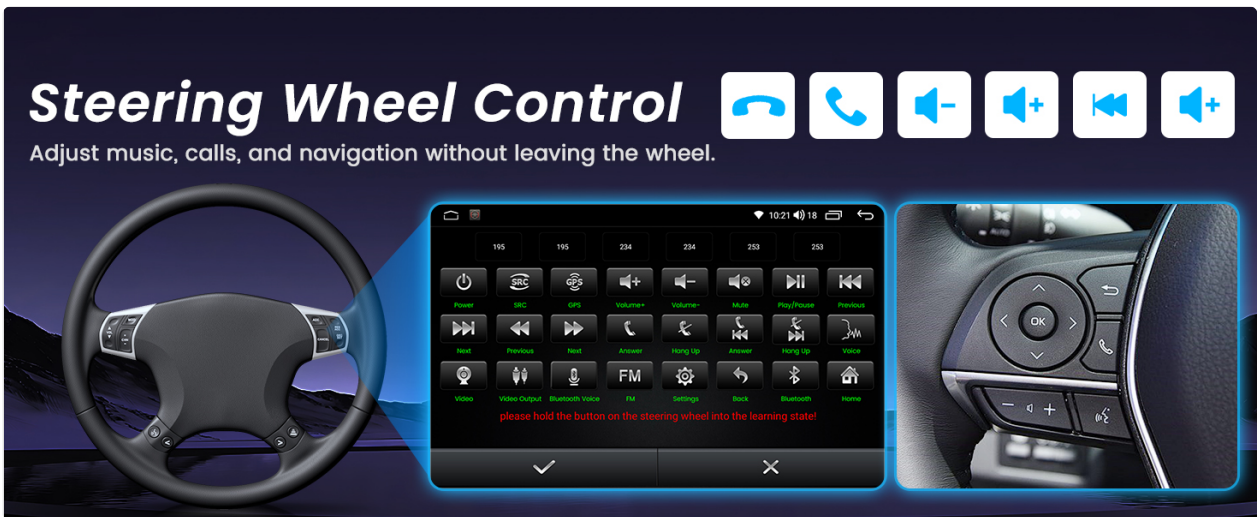 Steering Wheel Control
Adjust music, calls, and navigation without leaving the wheel.
10:21 18
195 195 234 234 253 253
SRC GPS
Power SRC GPS Volume+ Volume- Mute Play/Pause Previous
Next Previous Next Answer Hang Up Answer Hang Up Voice
FM
Video Video Output Bluetooth Voice FM Settings Back Bluetooth Home
please hold the button on the steering wheel into the learning state!
OK